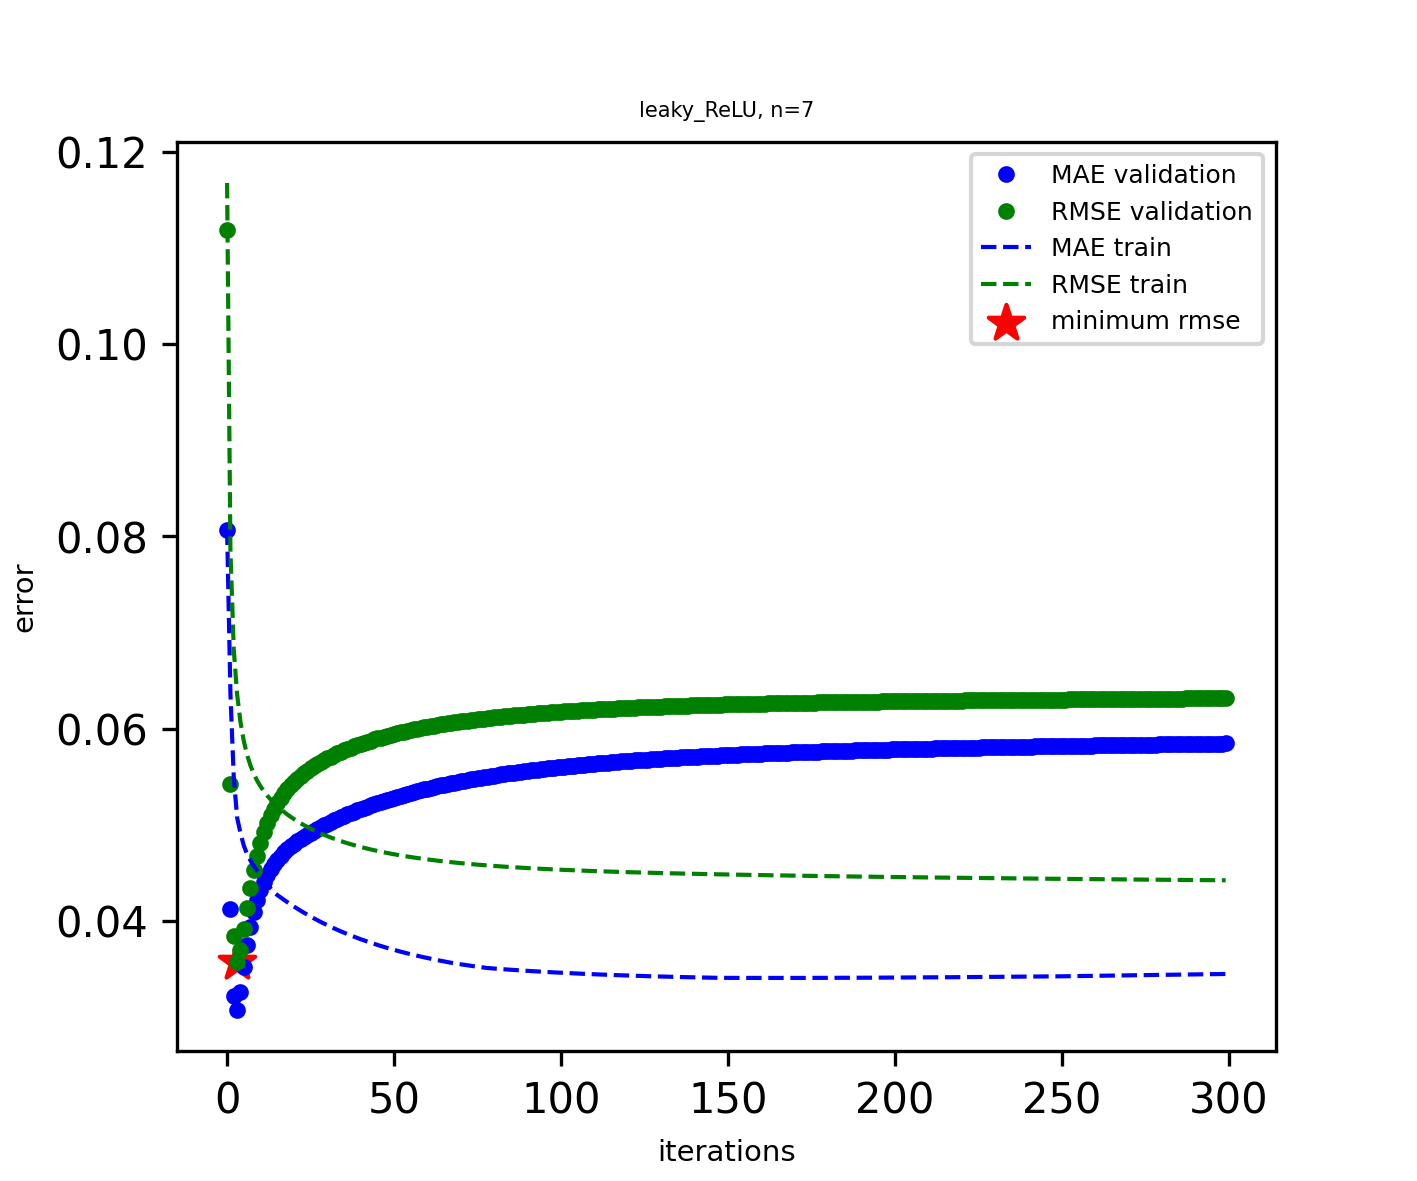 leaky_ReLU, n=7
0.12
0.10
0.08
0.06
0.04
error
MAE validation
RMSE validation
MAE train
RMSE train
minimum rmse
0 50 100 150 200 250 300
iterations